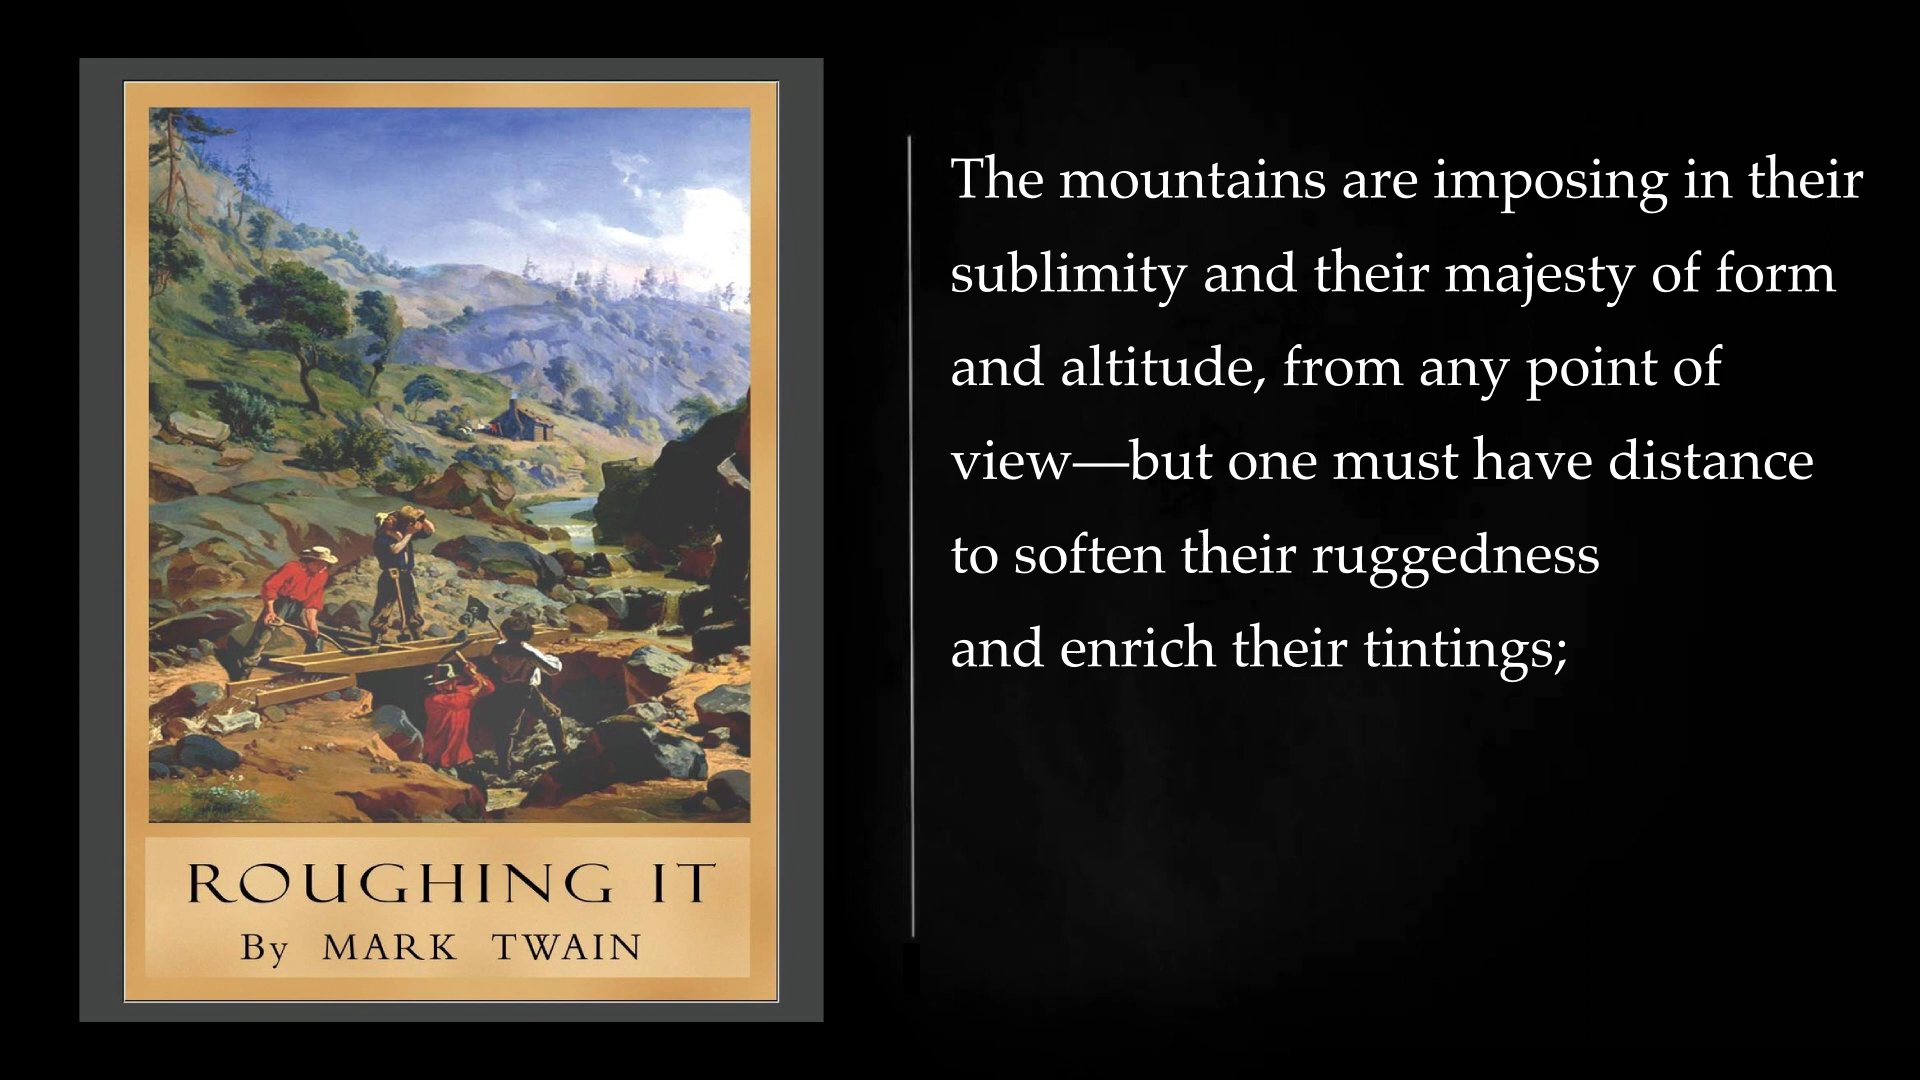 ROUGHING IT
By MARK TWAIN
The mountains are imposing in their
sublimity and their majesty of form
and altitude, from any point of
view—but one must have distance
to soften their ruggedness
and enrich their tintings;